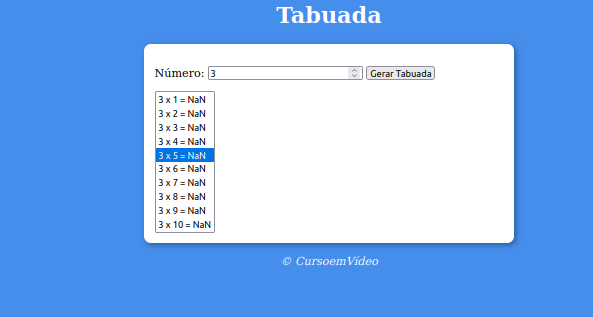 Tabuada
Número: 3 Gerar Tabuada
3 x 1 = NaN
3 x 2 = NaN
3 x 3 = NaN
3 x 4 = NaN
3 x 5 = NaN
3 x 6 = NaN
3 x 7 = NaN
3 x 8 = NaN
3 x 9 = NaN
3 x 10 = NaN
© CursoemVídeo